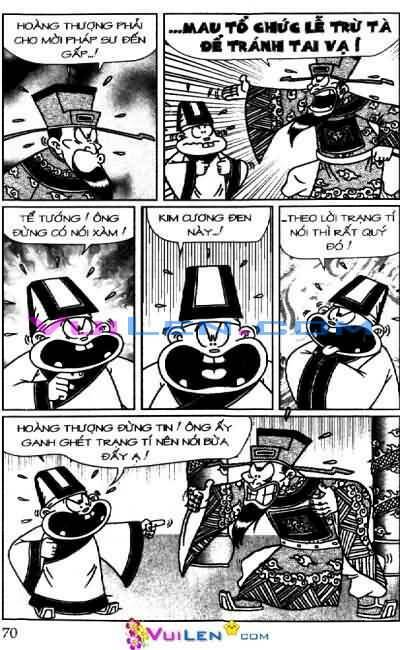 HOÀNG THƯỢNG PHẢI
CHO MỜI PHÁP SƯ ĐẾN
GẤP...!
...MAU TỔ CHỨC LỄ TRỪ TÀ
ĐỂ TRÁNH TAI VẠ !
TỂ TƯỚNG ! ÔNG
ĐỪNG CÓ NÓI XÀM !
KIM CƯƠNG ĐEN
NÀY...!
...THEO LỜI TRẠNG TÍ
NÓI THÌ RẤT QUÝ
ĐÓ !
VUILEN.COM
HOÀNG THƯỢNG ĐỪNG TIN ! ÔNG ẤY
GANH GHÉT TRẠNG TÍ NÊN NÓI BỪA
ĐẤY Ạ !
70
VUILEN.COM